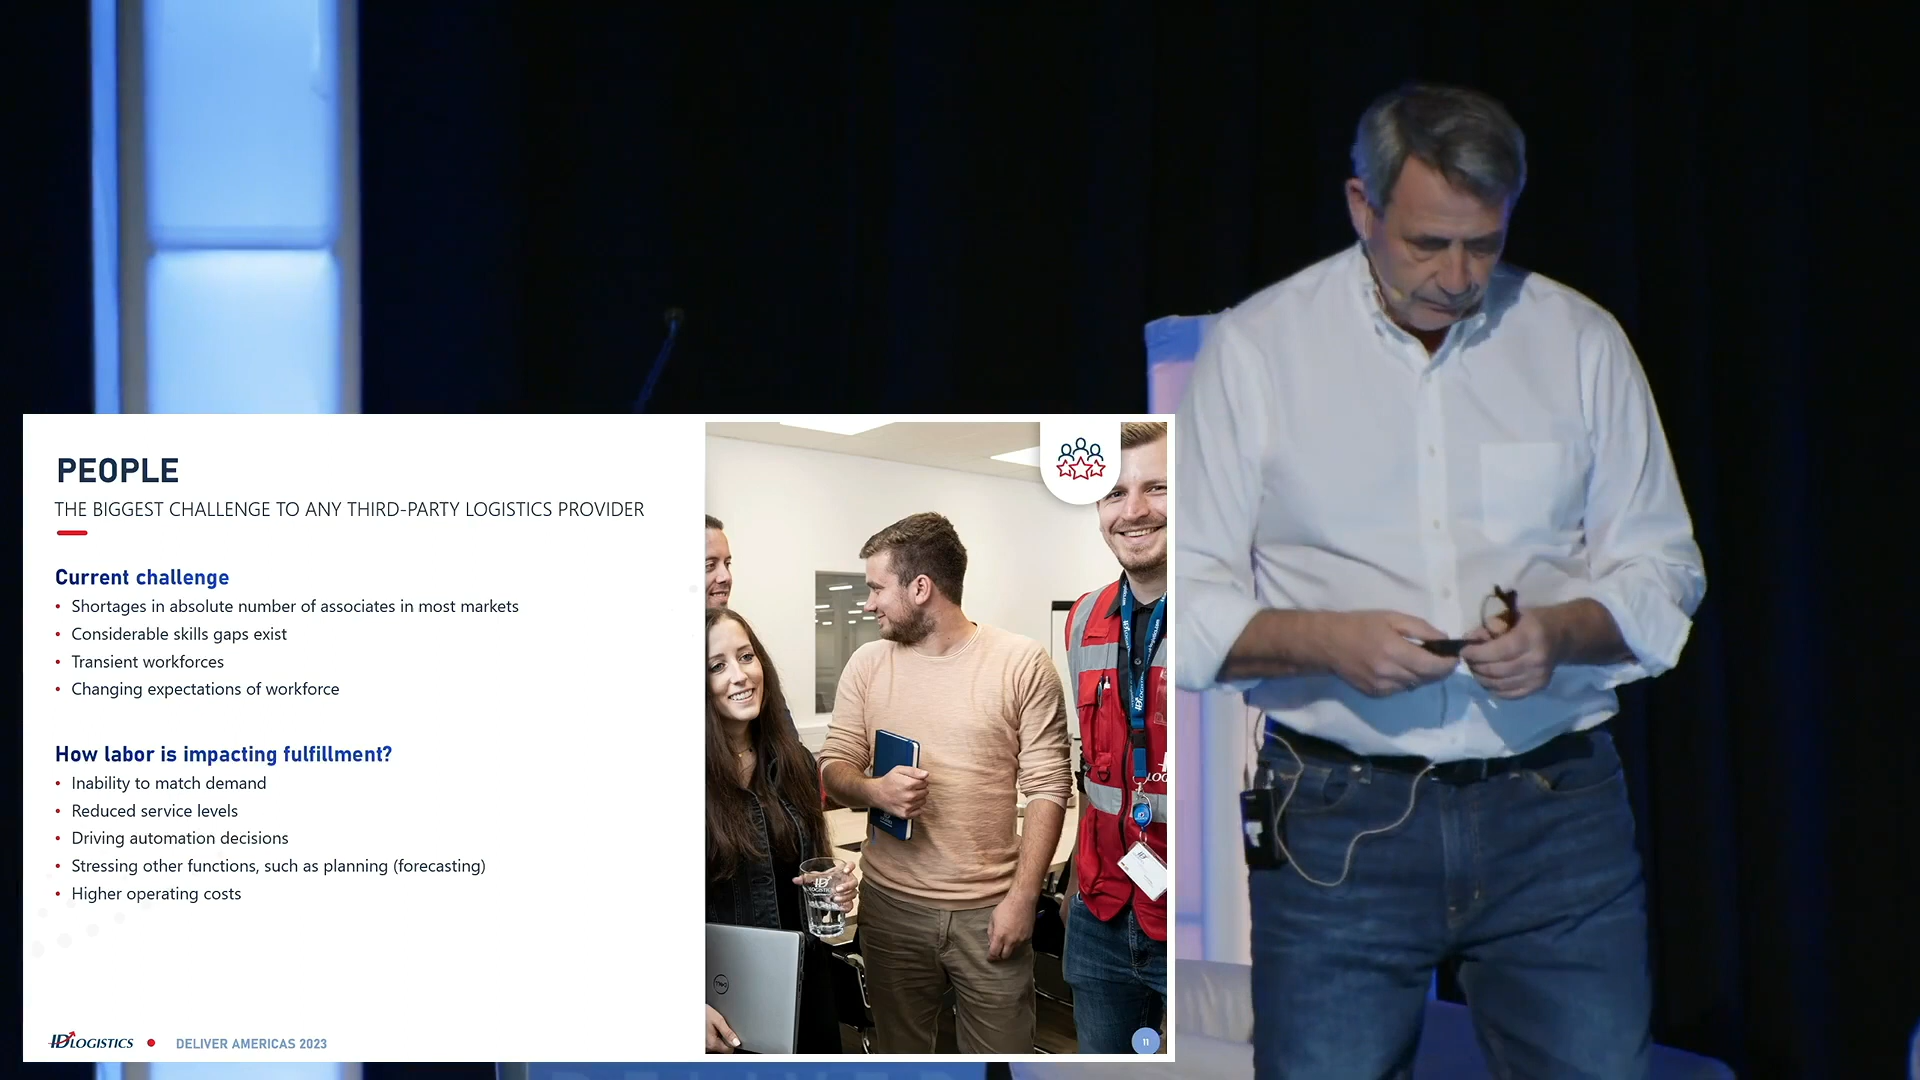 PEOPLE
THE BIGGEST CHALLENGE TO ANY THIRD-PARTY LOGISTICS PROVIDER
Current challenge
• Shortages in absolute number of associates in most markets
• Considerable skills gaps exist
• Transient workforces
• Changing expectations of workforce
How labor is impacting fulfillment?
• Inability to match demand
• Reduced service levels
• Driving automation decisions
• Stressing other functions, such as planning (forecasting)
• Higher operating costs
ID LOGISTICS • DELIVER AMERICAS 2023
11